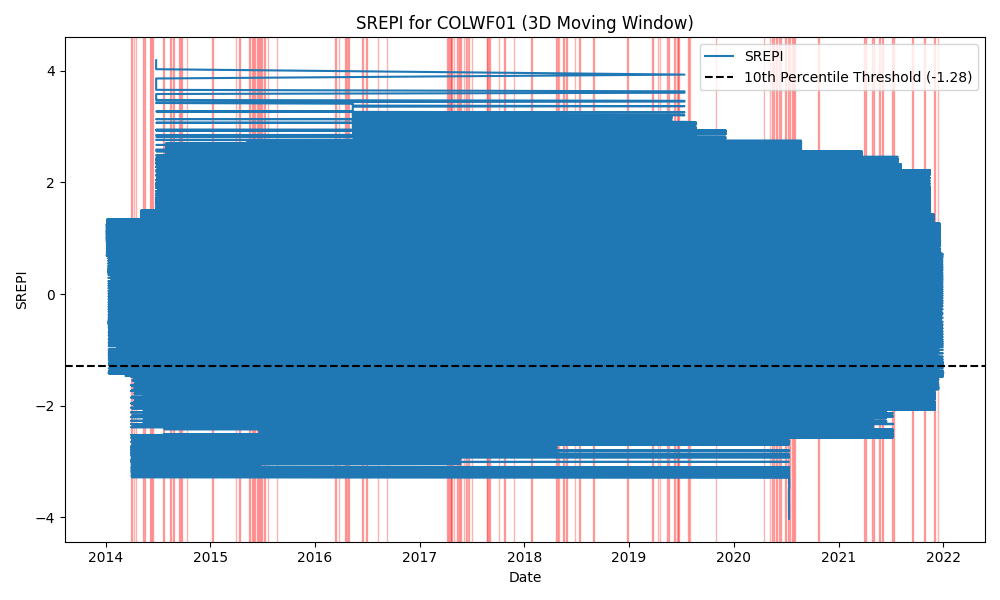 SREPI for COLWF01 (3D Moving Window)
SREPI
10th Percentile Threshold (-1.28)
4
2
0
−2
−4
SREPI
2014 2015 2016 2017 2018 2019 2020 2021 2022
Date